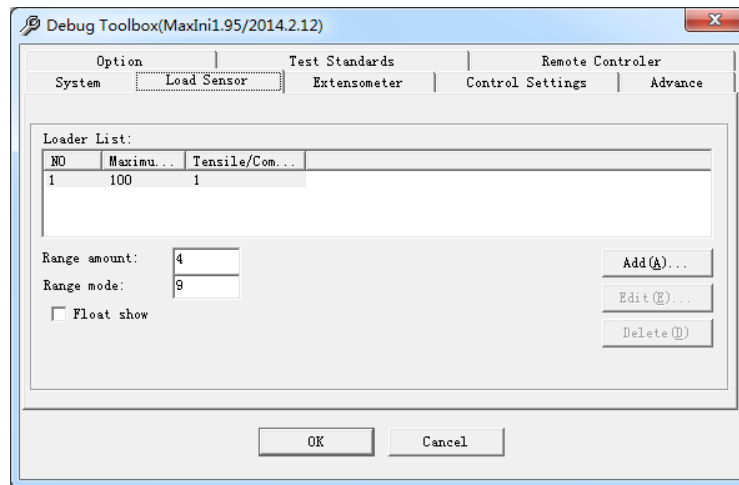 Debug Toolbox(MaxIni1.95/2014.2.12)
Option Test Standards Remote Controler
System Load Sensor Extensometer Control Settings Advance
Loader List:
NO Maximu... Tensile/Com...
1 100 1
Range amount: 4
Add(A)...
Range mode: 9
Edit(E)...
Float show
Delete(D)
OK Cancel